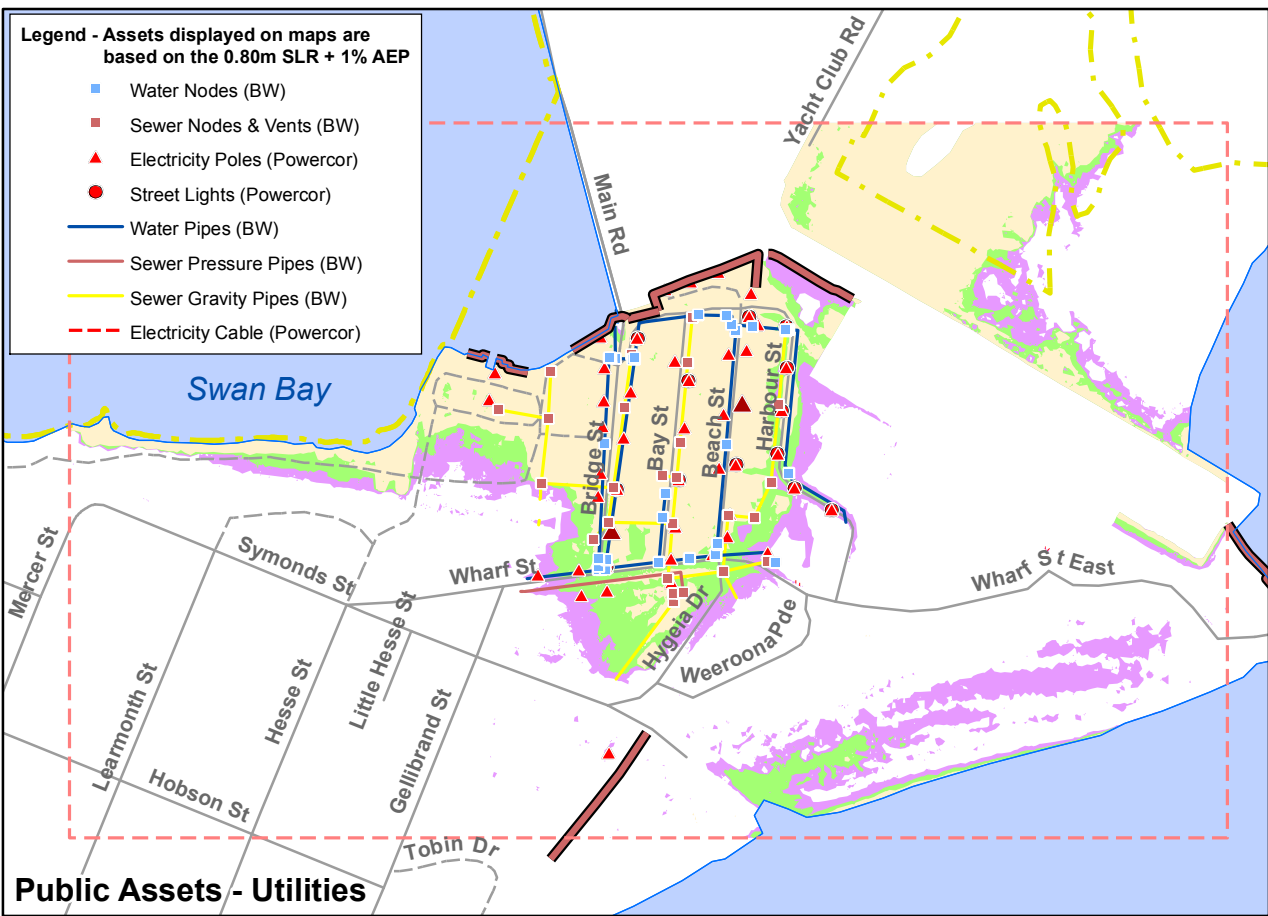 Legend - Assets displayed on maps are
based on the 0.80m SLR + 1% AEP
Water Nodes (BW)
Sewer Nodes & Vents (BW)
Electricity Poles (Powercor)
Street Lights (Powercor)
Water Pipes (BW)
Sewer Pressure Pipes (BW)
Sewer Gravity Pipes (BW)
Electricity Cable (Powercor)
Yacht Club Rd
Main Rd
Swan Bay
Bridge St
Bay St
Beach St
Harbour St
Mercer St
Symonds St
Wharf St
Wharf St East
Learmonth St
Hesse St
Little Hesse St
Gellibrand St
Hygeia Dr
Weeroona Pde
Hobson St
Tobin Dr
Public Assets - Utilities